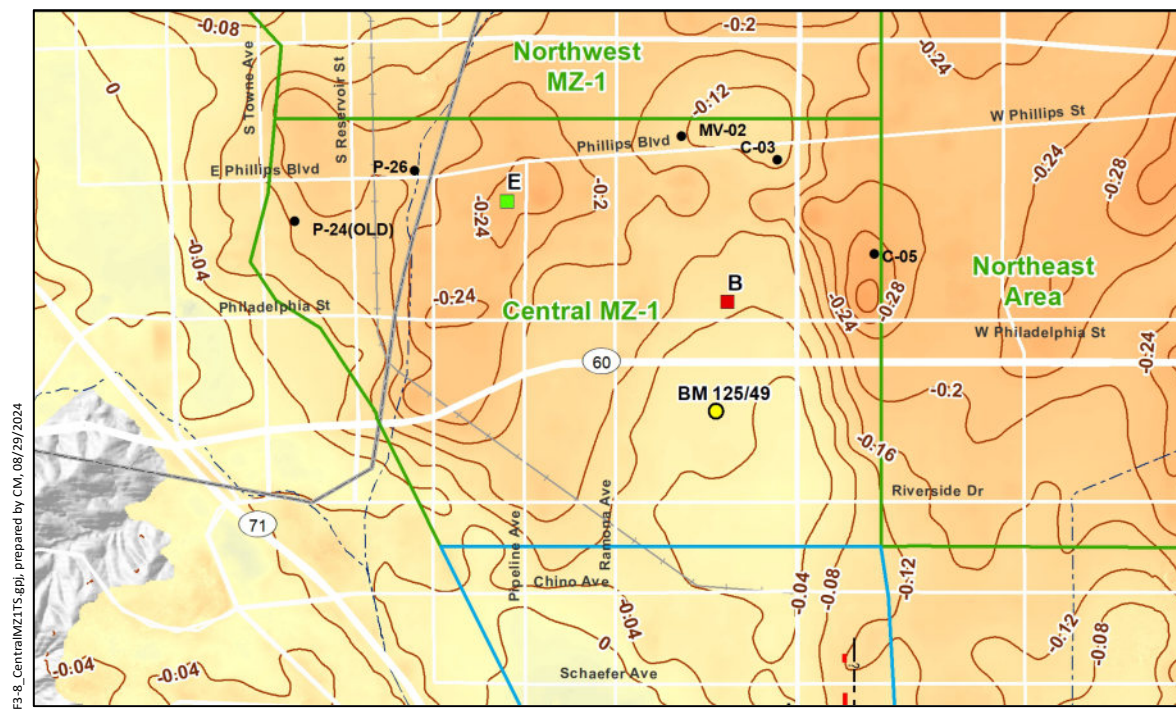 -0.08
-0.2
-0.24
Northwest
MZ-1
S Towne Ave
S Reservoir St
0
-0:12
W Phillips St
MV-02
Phillips Blvd
C-03
E Phillips Blvd
P-26
E
-0:2
-0.24
-0.24
-0.24
P-24(OLD)
C-05
-0.04
Northeast
Area
B
-0.24
-0.28
-0.24
Philadelphia St
Central MZ-1
W Philadelphia St
-0.24
60
BM 125/49
-0.2
-0.16
Riverside Dr
71
Pipeline Ave
Ramona Ave
Chino Ave
-0.04
-0.04
-0.08
-0.12
-0.12
-0.08
0
Schaefer Ave
-0.04
-0.04
?
F3-8_CentralMZ1TS.gpj, prepared by CM, 08/29/2024